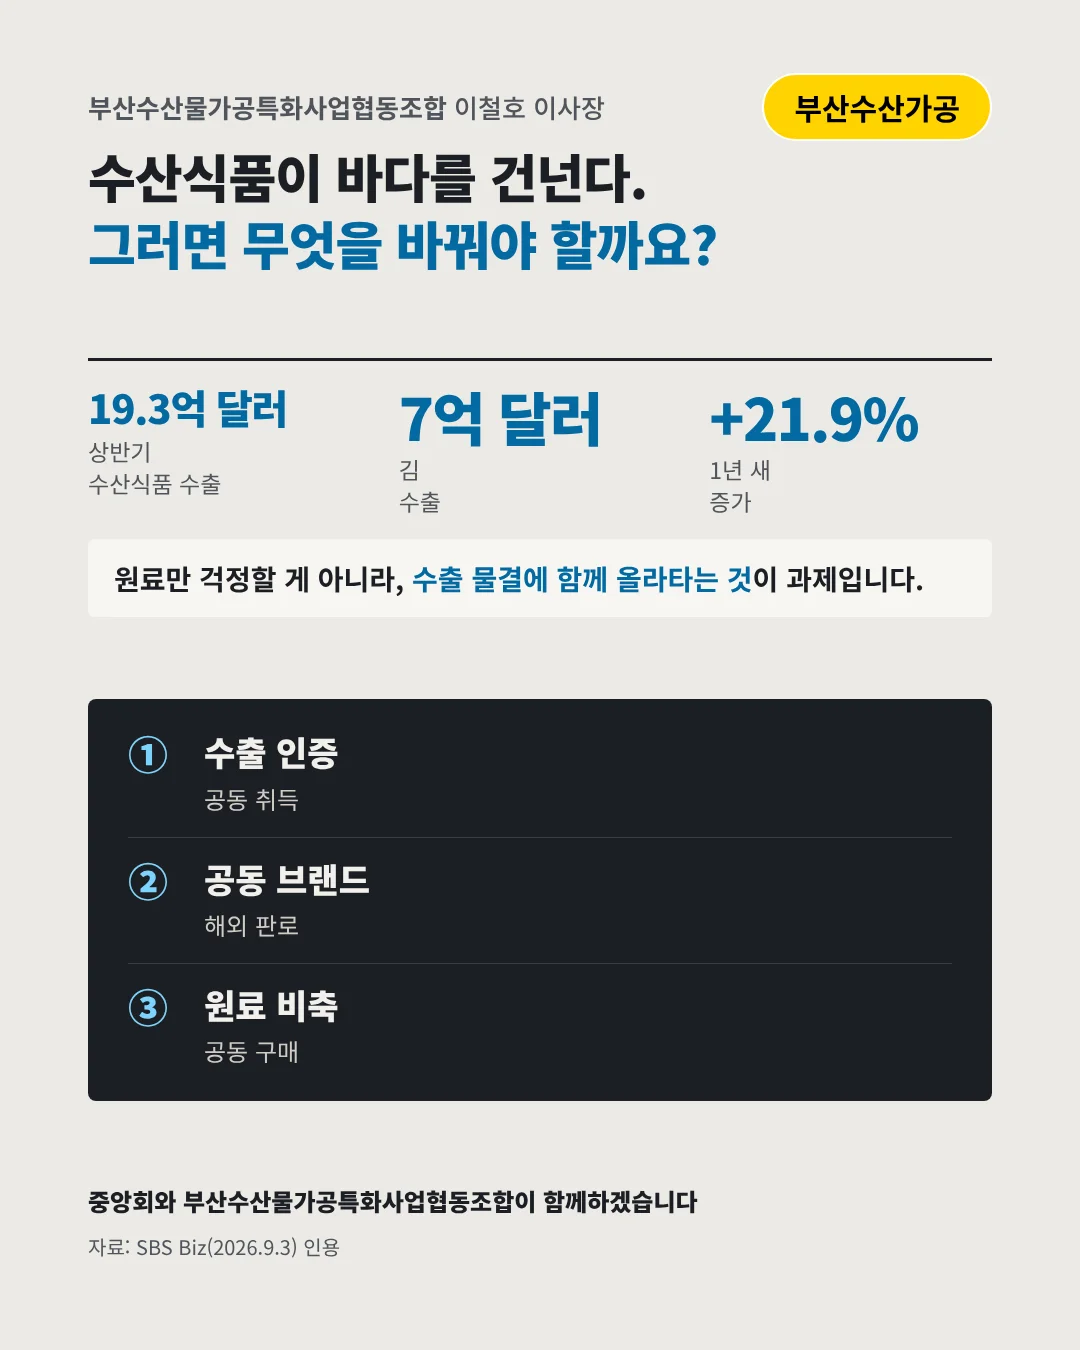 부산수산물가공특화사업협동조합 이철호 이사장
부산수산가공
수산식품이 바다를 건넌다.
그러면 무엇을 바꿔야 할까요?
19.3억 달러
상반기
수산식품 수출
7억 달러
김
수출
+21.9%
1년 새
증가
원료만 걱정할 게 아니라, 수출 물결에 함께 올라타는 것이 과제입니다.
① 수출 인증
공동 취득
② 공동 브랜드
해외 판로
③ 원료 비축
공동 구매
중앙회와 부산수산물가공특화사업협동조합이 함께하겠습니다
자료: SBS Biz(2026.9.3) 인용